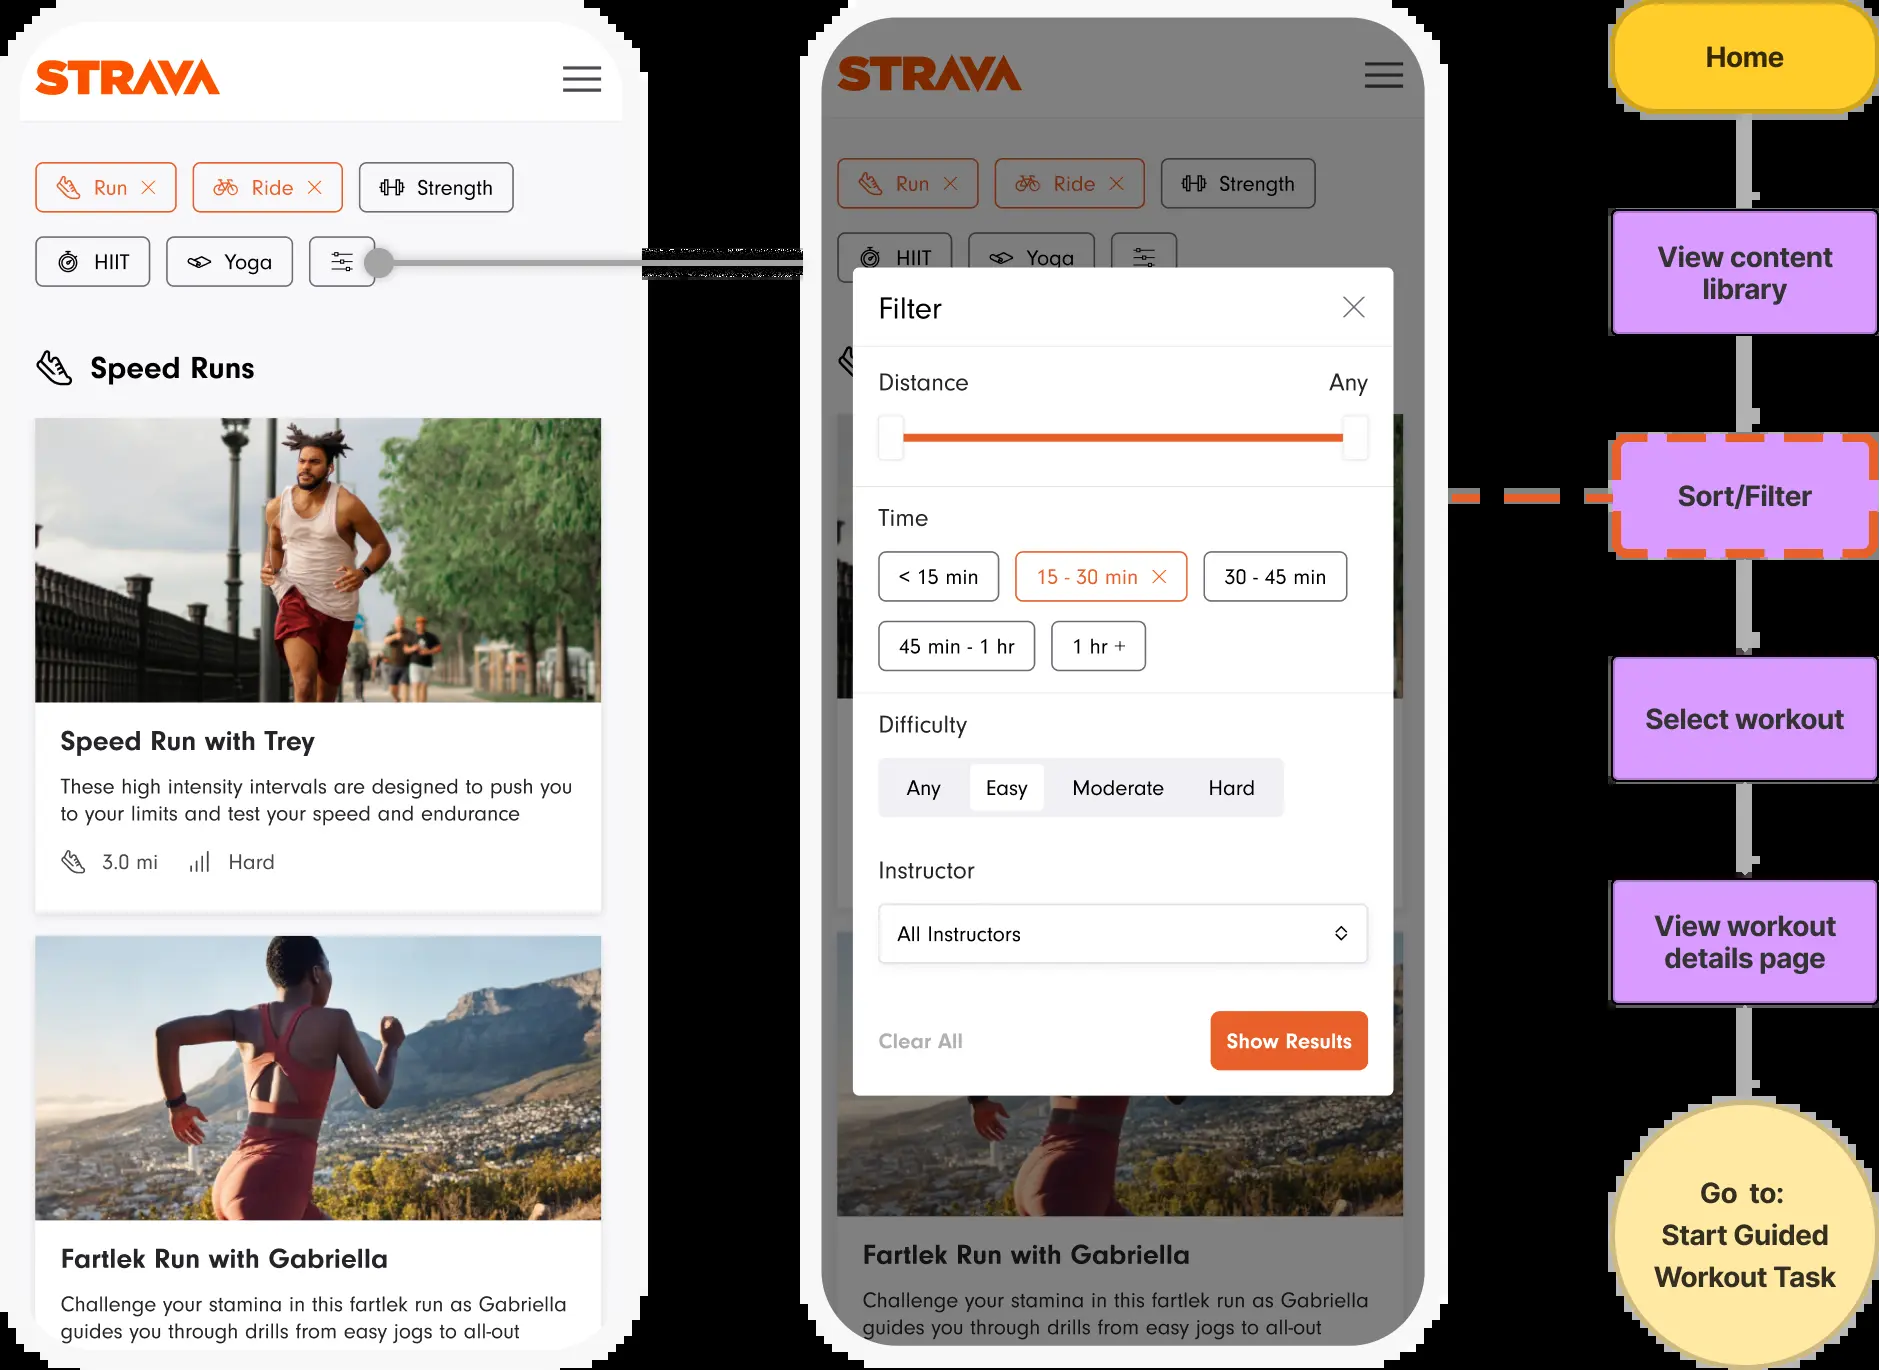 STRAVA
Run
Ride
Strength
HIIT
Yoga
Speed Runs
Speed Run with Trey
These high intensity intervals are designed to push you
to your limits and test your speed and endurance
3.0 mi
Hard
Fartlek Run with Gabriella
Challenge your stamina in this fartlek run as Gabriella
guides you through drills from easy jogs to all-out
STRAVA
Run
Ride
Strength
HIIT
Yoga
Filter
Distance
Any
Time
< 15 min
15 - 30 min
30 - 45 min
45 min - 1 hr
1 hr +
Difficulty
Any
Easy
Moderate
Hard
Instructor
All Instructors
Clear All
Show Results
Fartlek Run with Gabriella
Challenge your stamina in this fartlek run as Gabriella
guides you through drills from easy jogs to all-out
Home
View content
library
Sort/Filter
Select workout
View workout
details page
Go to:
Start Guided
Workout Task